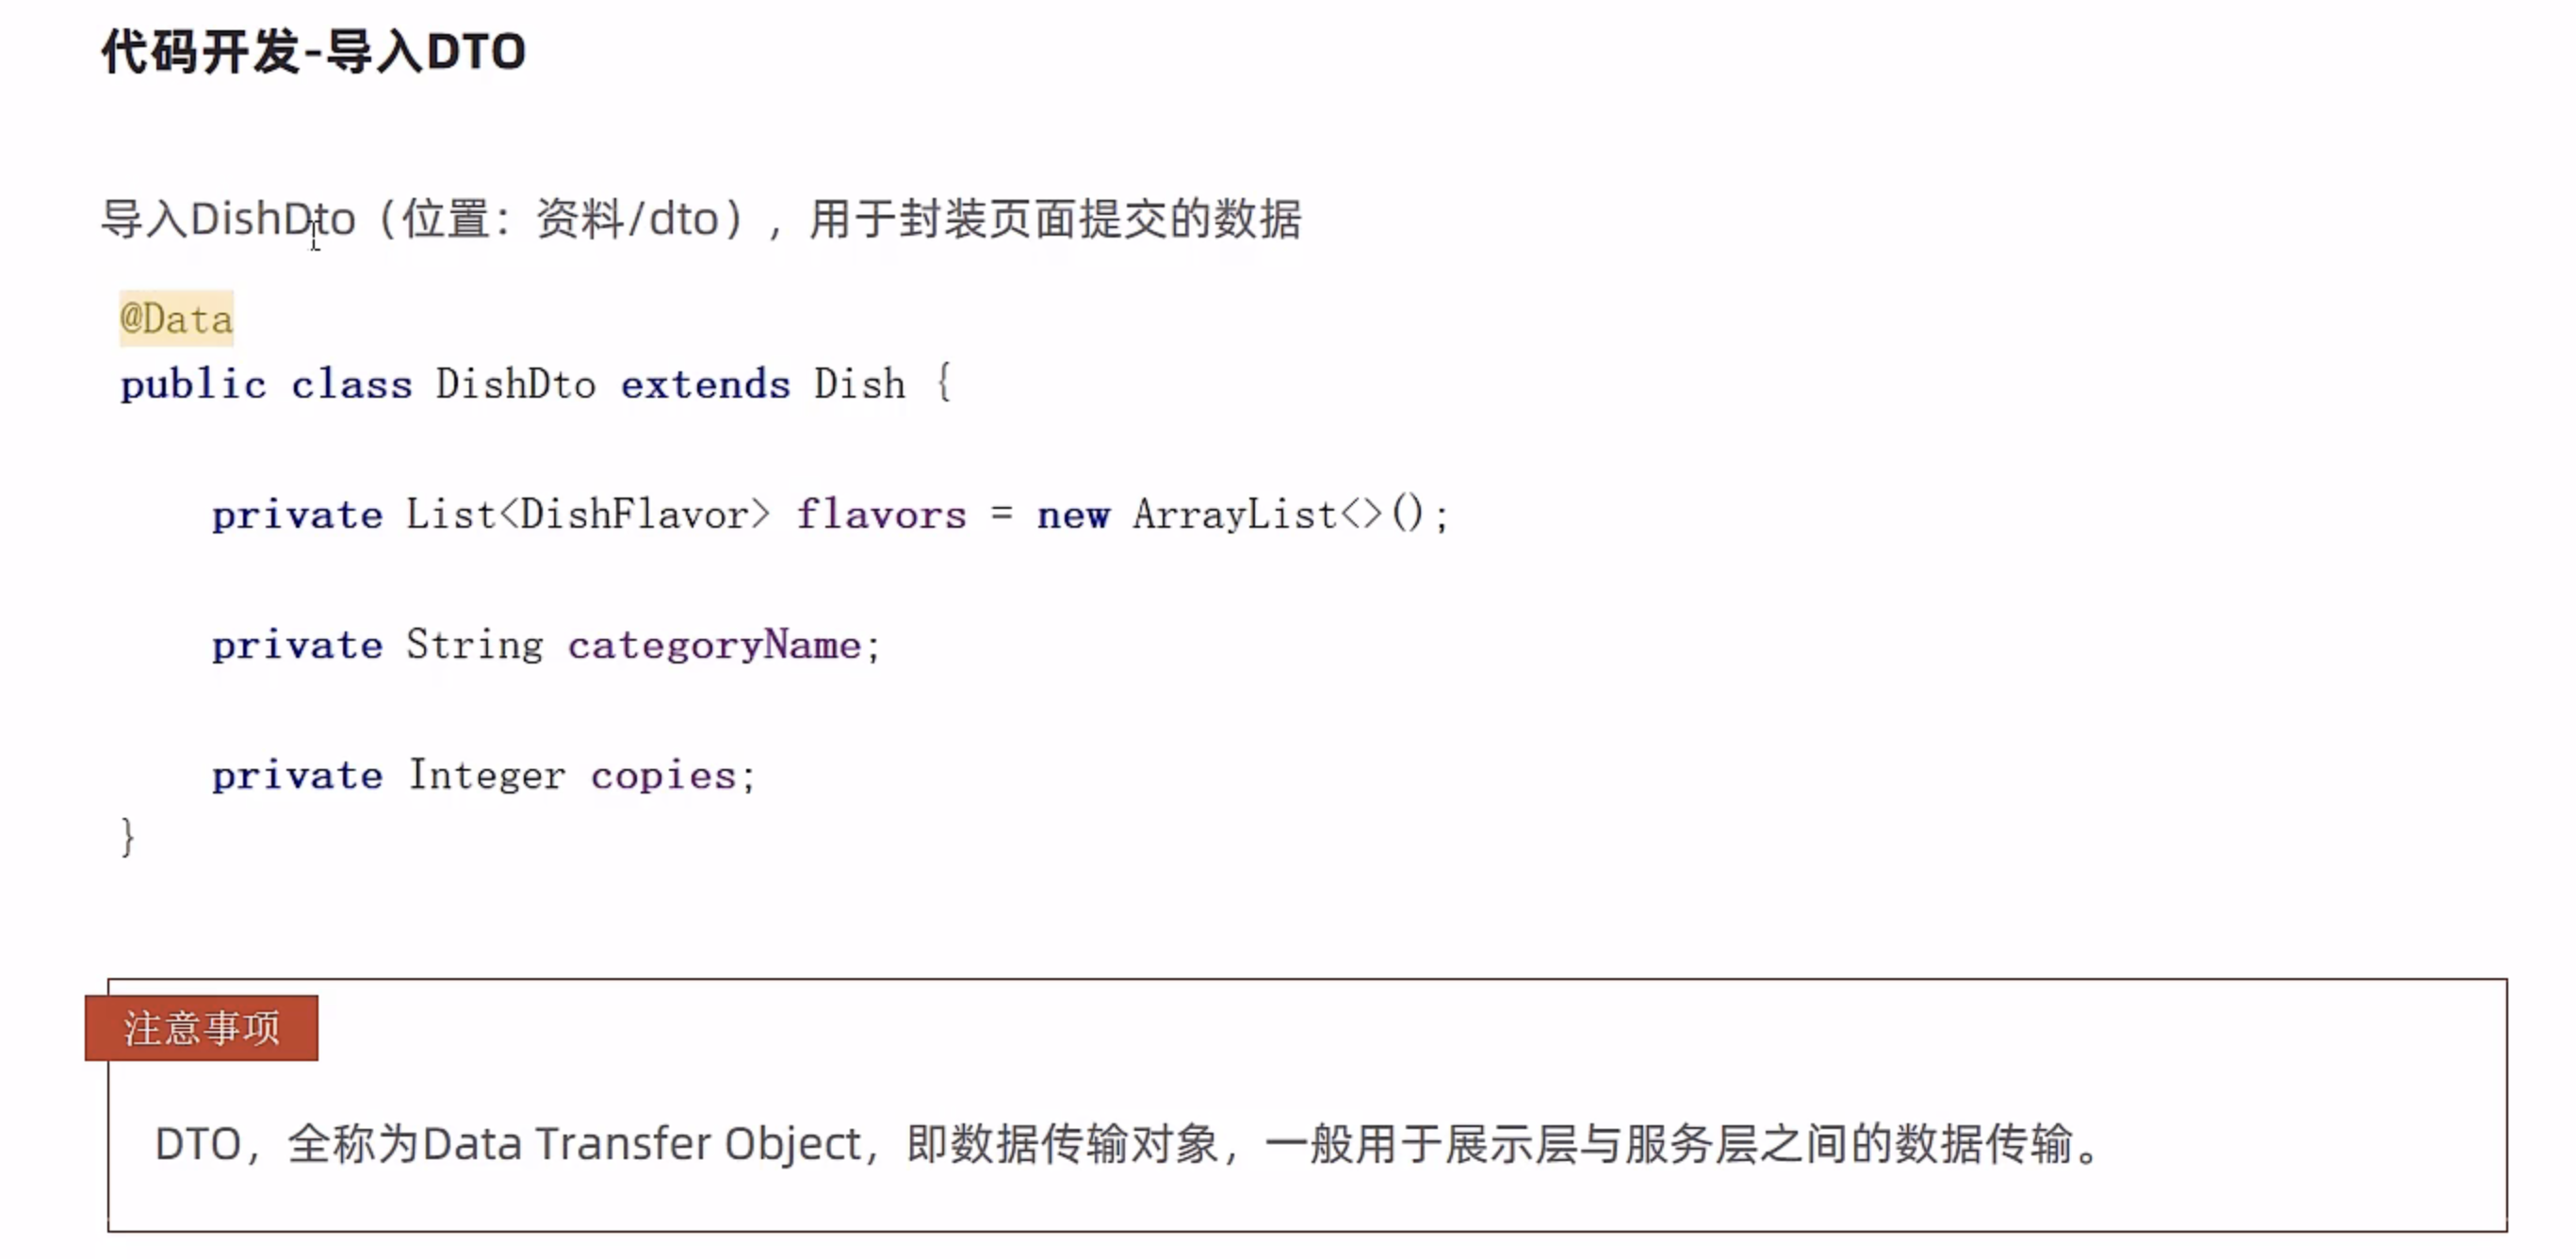 代码开发-导入DTO
导入DishDto（位置：资料/dto），用于封装页面提交的数据
@Data
public class DishDto extends Dish {
private List<DishFlavor> flavors = new ArrayList<>();
private String categoryName;
private Integer copies;
}
注意事项
DTO，全称为Data Transfer Object，即数据传输对象，一般用于展示层与服务层之间的数据传输。